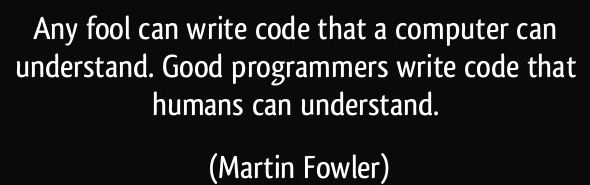 Any fool can write code that a computer can
understand. Good programmers write code that
humans can understand.
(Martin Fowler)